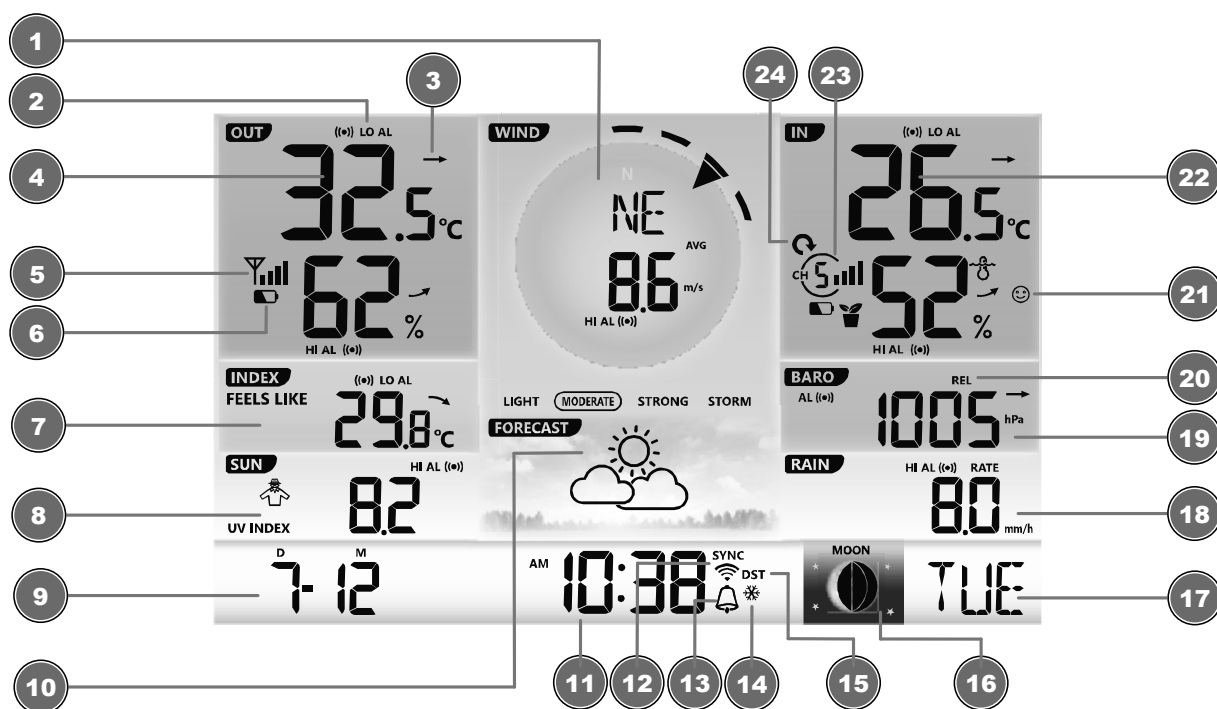 1
2
3
24
23
OUT
((•)) LO AL
WIND
IN
((•)) LO AL
4
32.5 °C
N
NE
26.5 °C
22
5
62 %
AVG
8.6 m/s
HI AL ((•))
CH 5
52 %
21
6
HI AL ((•))
HI AL ((•))
INDEX
((•)) LO AL
FEELS LIKE
7
29.8 °C
LIGHT MODERATE STRONG STORM
BARO
REL
20
AL ((•))
1005 hPa
19
SUN
HI AL ((•))
8
UV INDEX
8.2
FORECAST
RAIN
HI AL ((•)) RATE
8.0 mm/h
18
D M
9
7-12
AM 10:38
SYNC
DST
MOON
TUE
17
10
11
12
13
14
15
16